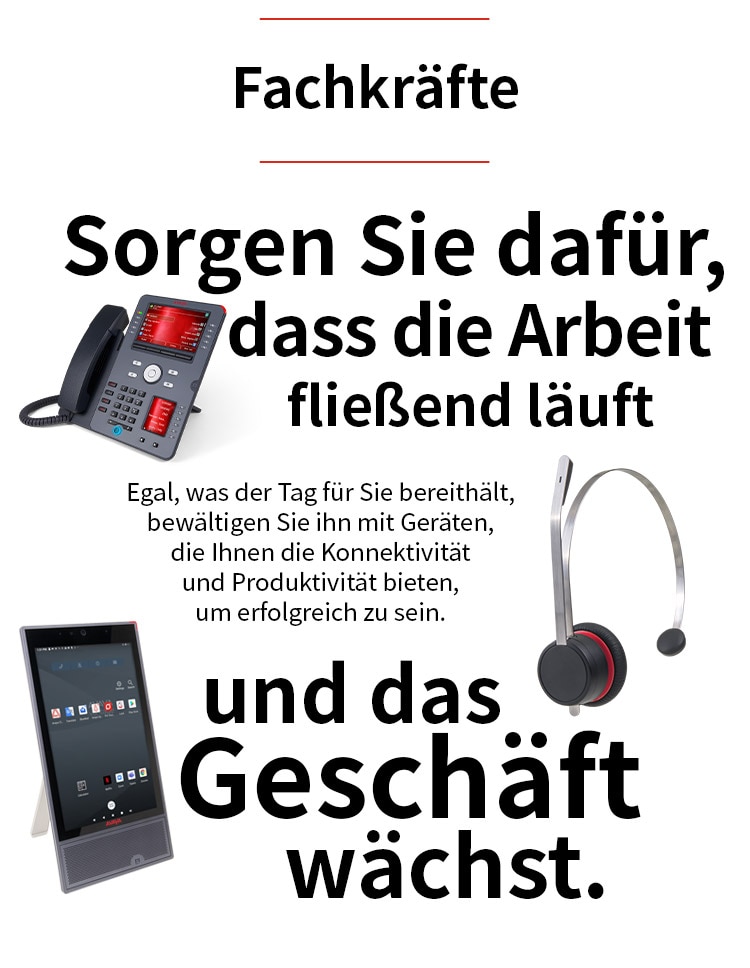 Fachkräfte
Sorgen Sie dafür,
dass die Arbeit
fließend läuft
Egal, was der Tag für Sie bereithält,
bewältigen Sie ihn mit Geräten,
die Ihnen die Konnektivität
und Produktivität bieten,
um erfolgreich zu sein.
und das
Geschäft
wächst.
AVAYA